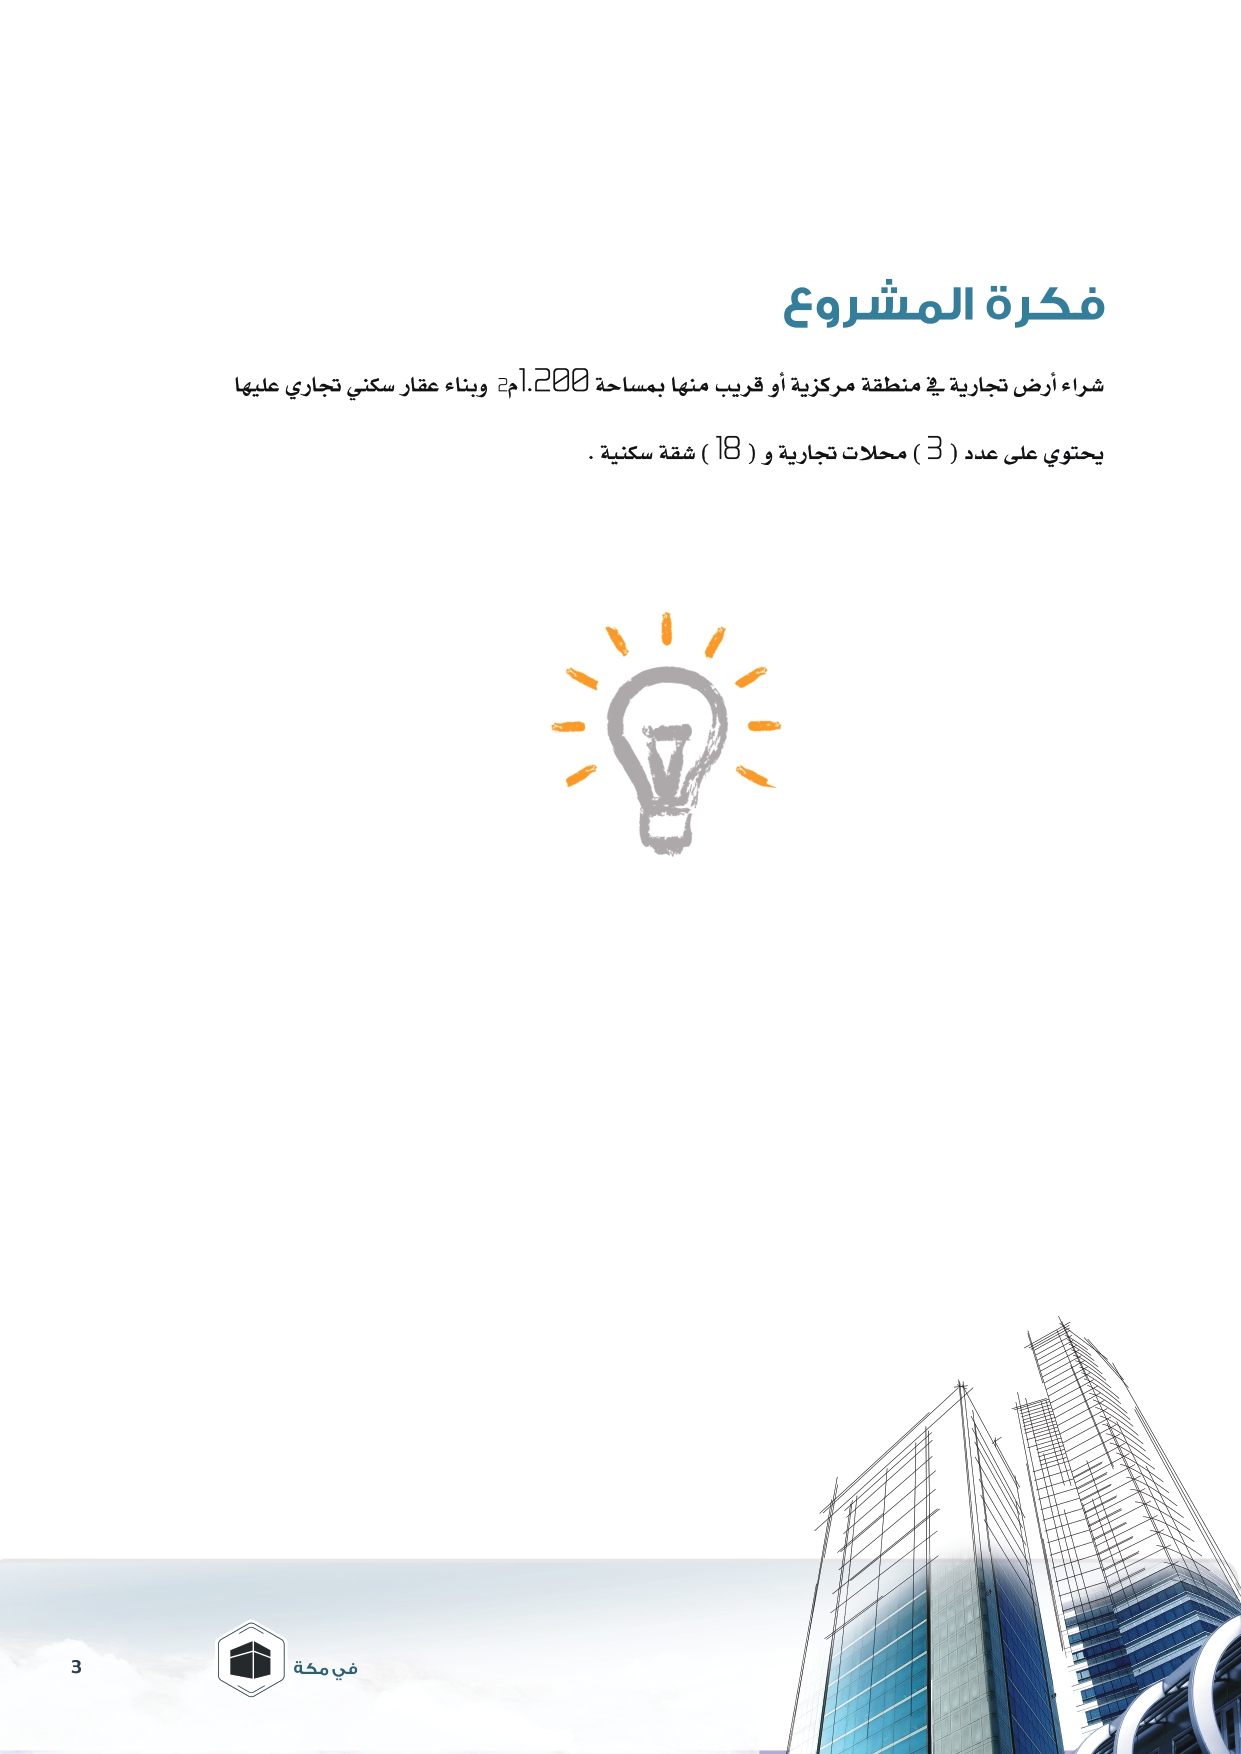 فكرة المشروع
شراء أرض تجارية في منطقة مركزية أو قريب منها بمساحة 1.200م2 وبناء عقار سكني تجاري عليها
يحتوي على عدد ( 3 ) محلات تجارية و ( 18 ) شقة سكنية .
في مكة
3